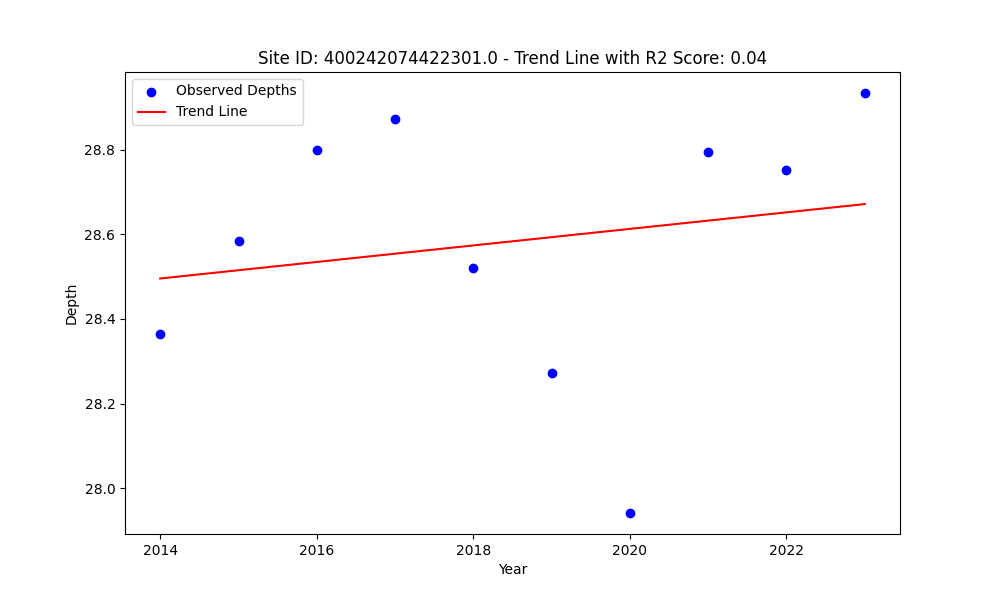 Site ID: 400242074422301.0 - Trend Line with R2 Score: 0.04
Observed Depths
Trend Line
28.8
28.6
28.4
28.2
28.0
Depth
2014
2016
2018
2020
2022
Year